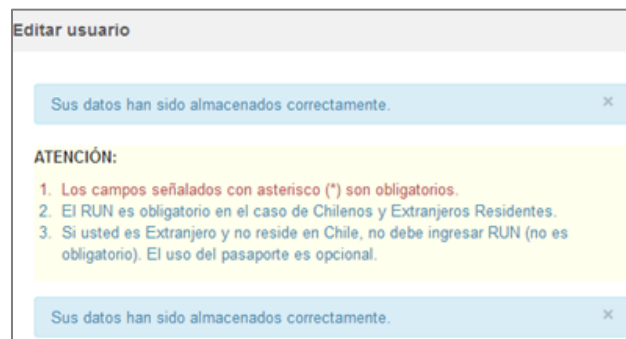 Editar usuario
Sus datos han sido almacenados correctamente. ×
ATENCIÓN:
1. Los campos señalados con asterisco (*) son obligatorios.
2. El RUN es obligatorio en el caso de Chilenos y Extranjeros Residentes.
3. Si usted es Extranjero y no reside en Chile, no debe ingresar RUN (no es
obligatorio). El uso del pasaporte es opcional.
Sus datos han sido almacenados correctamente. ×